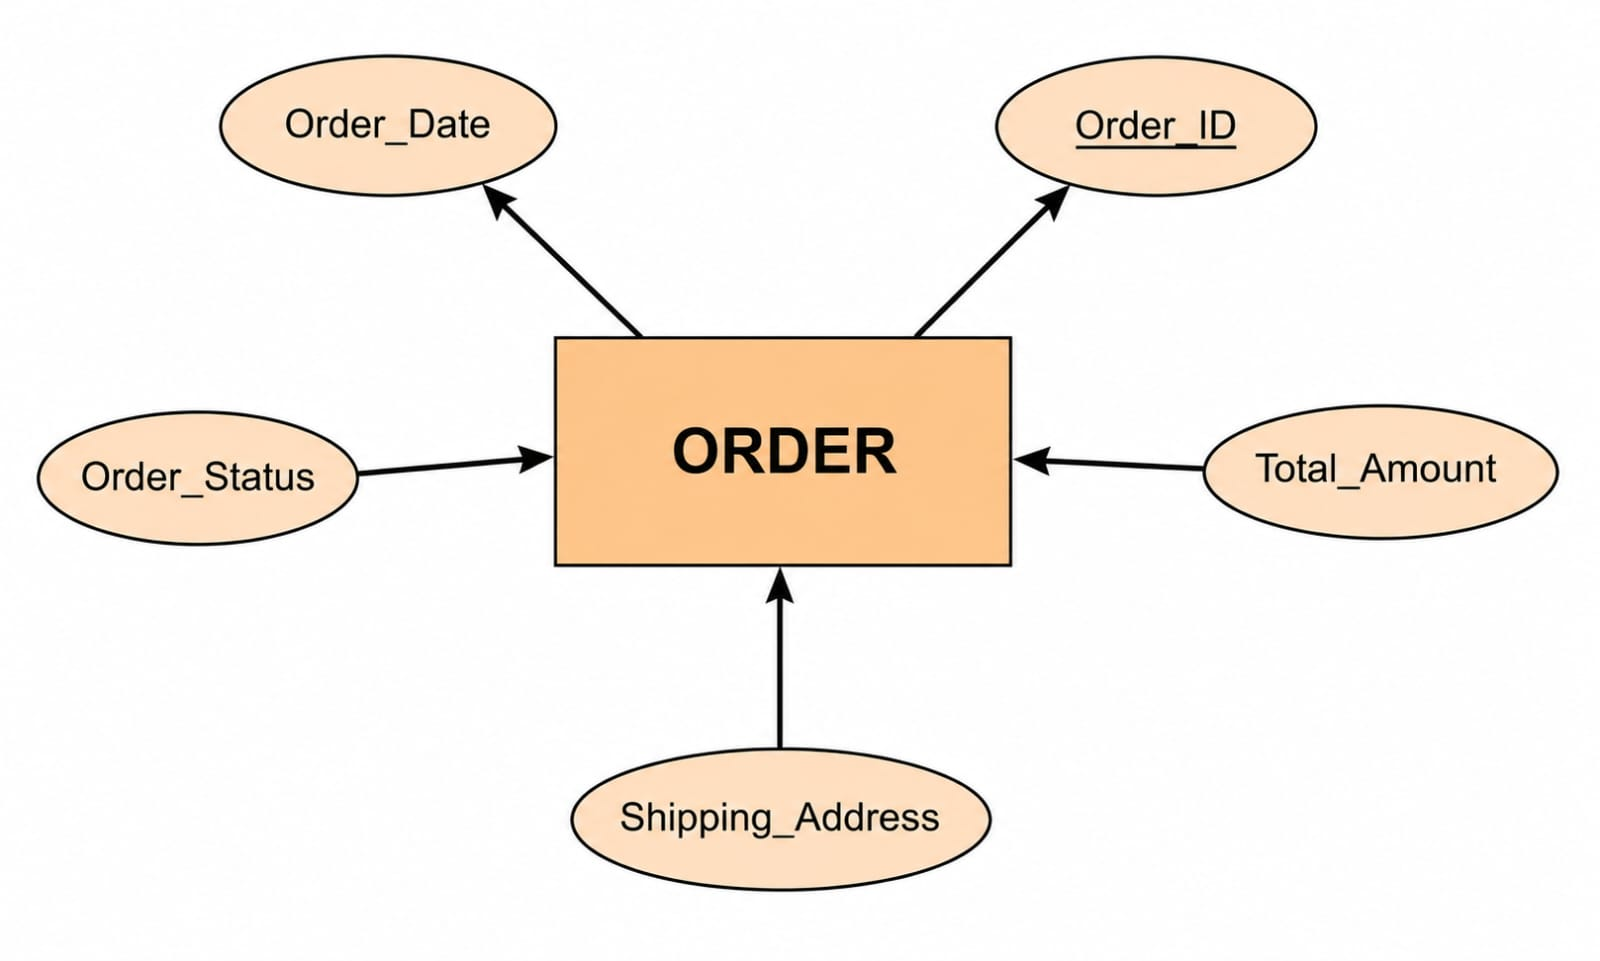 Order_Date
Order_ID
ORDER
Order_Status
Total_Amount
Shipping_Address